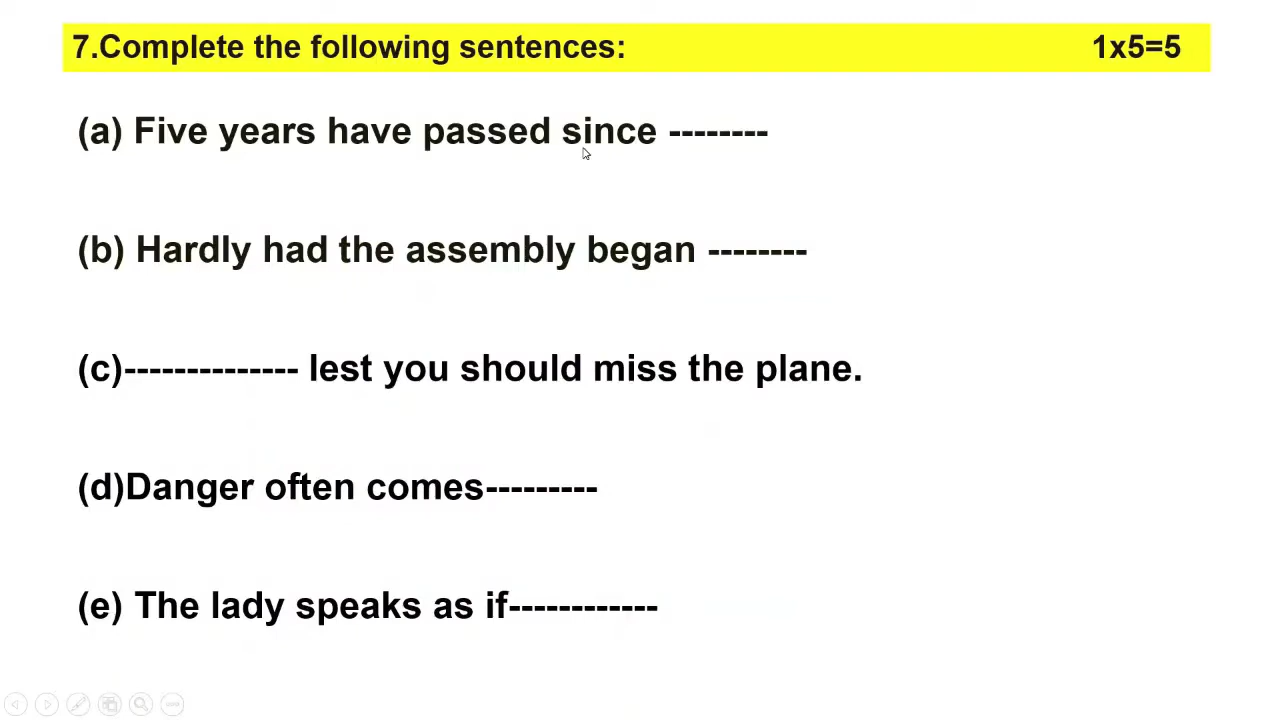 7.Complete the following sentences: 1x5=5
(a) Five years have passed since --------
(b) Hardly had the assembly began --------
(c)-------------- lest you should miss the plane.
(d)Danger often comes---------
(e) The lady speaks as if------------